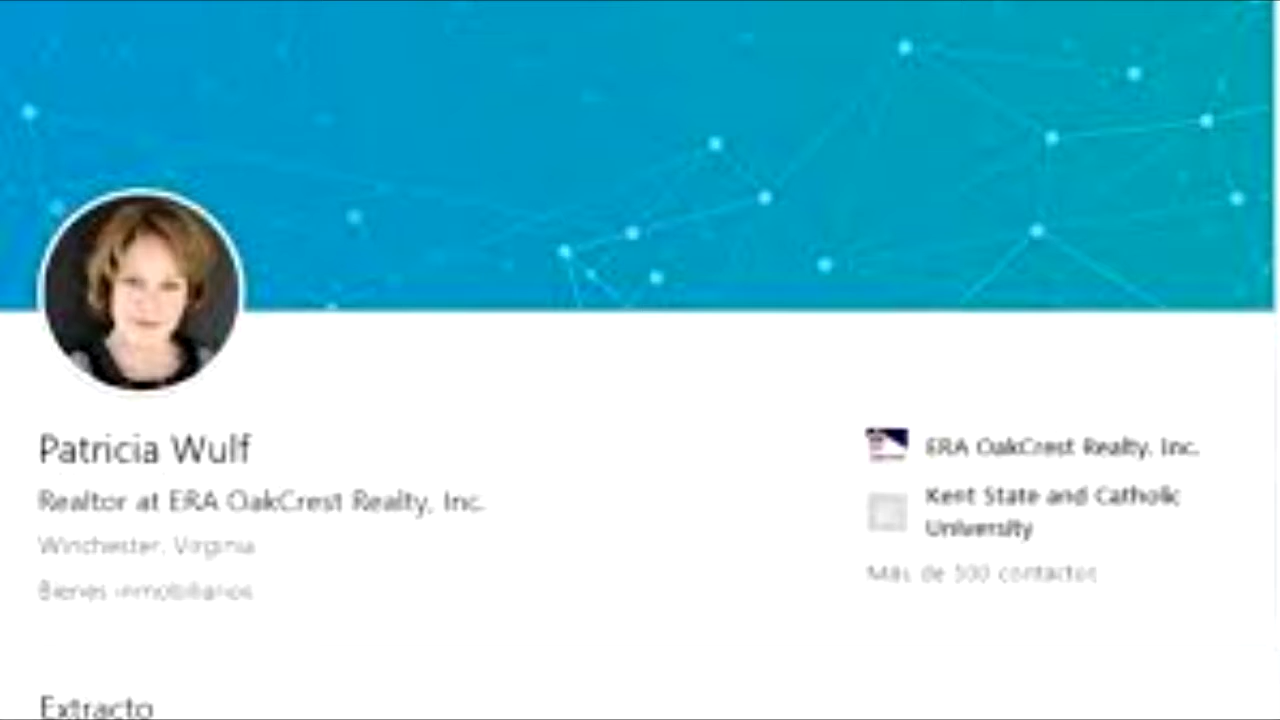 Patricia Wulf
Realtor at ERA OakCrest Realty, Inc.
Winchester, Virginia
Bienes inmobiliarios
ERA OakCrest Realty, Inc.
Kent State and Catholic
University
Más de 500 contactos
Extracto